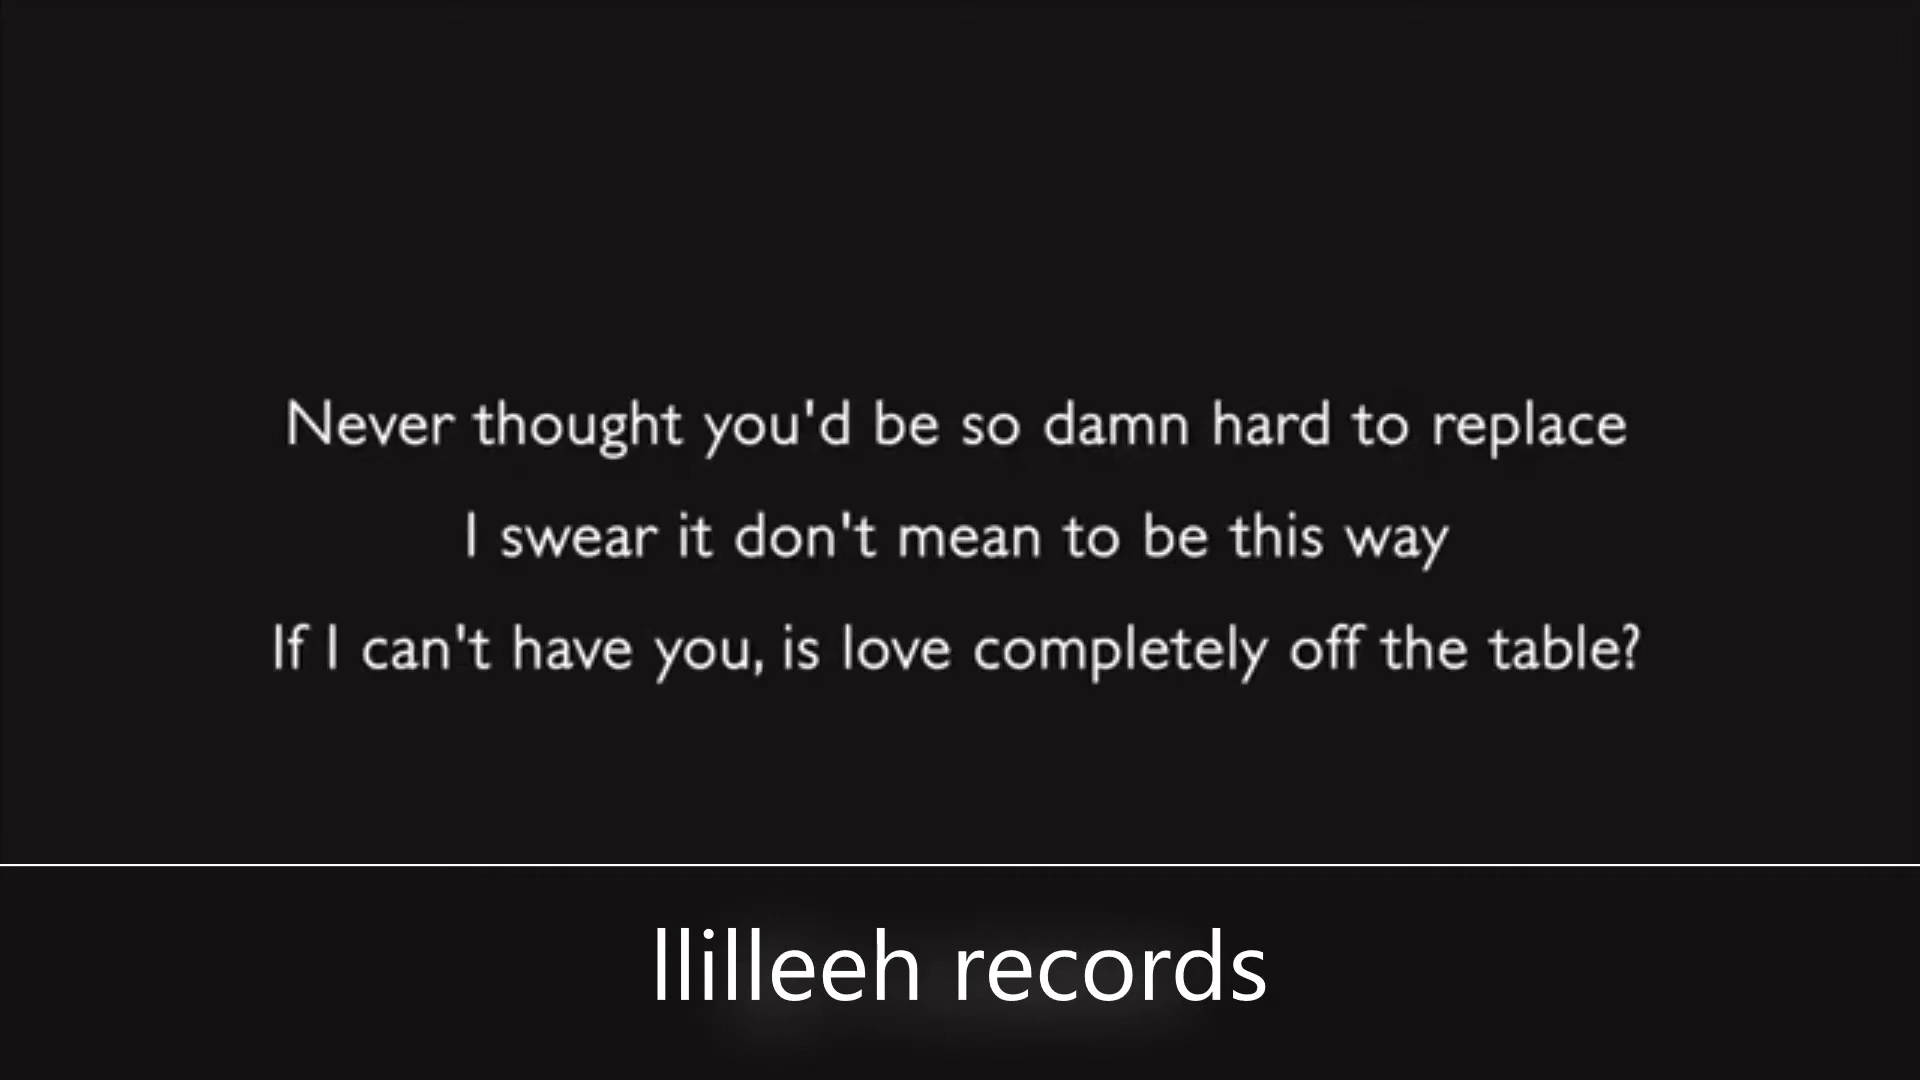 Never thought you'd be so damn hard to replace
I swear it don't mean to be this way
If I can't have you, is love completely off the table?
llilleeh records